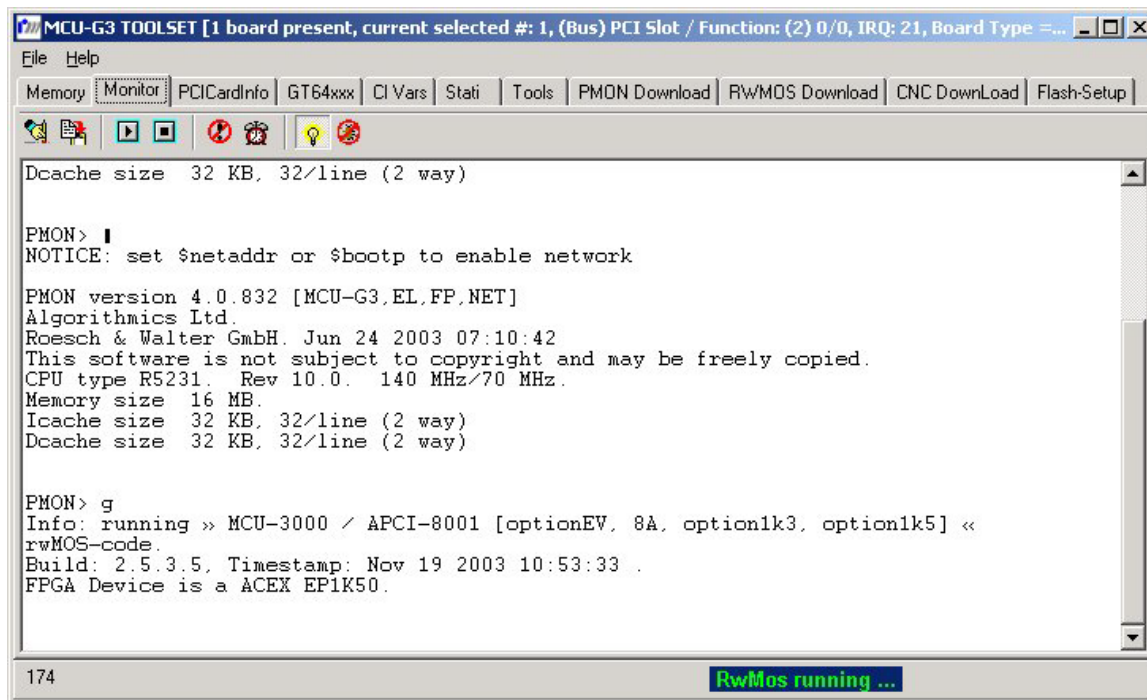 MCU-G3 TOOLSET [1 board present, current selected #: 1, (Bus) PCI Slot / Function: (2) 0/0, IRQ: 21, Board Type =...
File Help
Memory Monitor PCICardInfo GT64xxx CI Vars Stati Tools PMON Download RWMOS Download CNC DownLoad Flash-Setup
Dcache size 32 KB, 32/line (2 way)
PMON>
NOTICE: set $netaddr or $bootp to enable network
PMON version 4.0.832 [MCU-G3,EL,FP,NET]
Algorithmics Ltd.
Roesch & Walter GmbH. Jun 24 2003 07:10:42
This software is not subject to copyright and may be freely copied.
CPU type R5231. Rev 10.0. 140 MHz/70 MHz.
Memory size 16 MB.
Icache size 32 KB, 32/line (2 way)
Dcache size 32 KB, 32/line (2 way)
PMON> g
Info: running » MCU-3000 / APCI-8001 [optionEV, 8A, option1k3, option1k5] «
rwMOS-code.
Build: 2.5.3.5, Timestamp: Nov 19 2003 10:53:33 .
FPGA Device is a ACEX EP1K50.
174
RwMos running ...